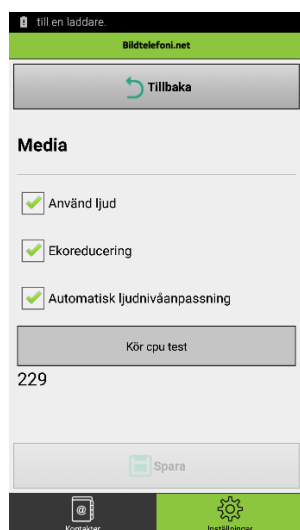 till en laddare.
Bildtelefoni.net
Tillbaka
Media
Använd ljud
Ekoreducering
Automatisk ljudnivåanpassning
Kör cpu test
229
Spara
Kontakter
Inställningar